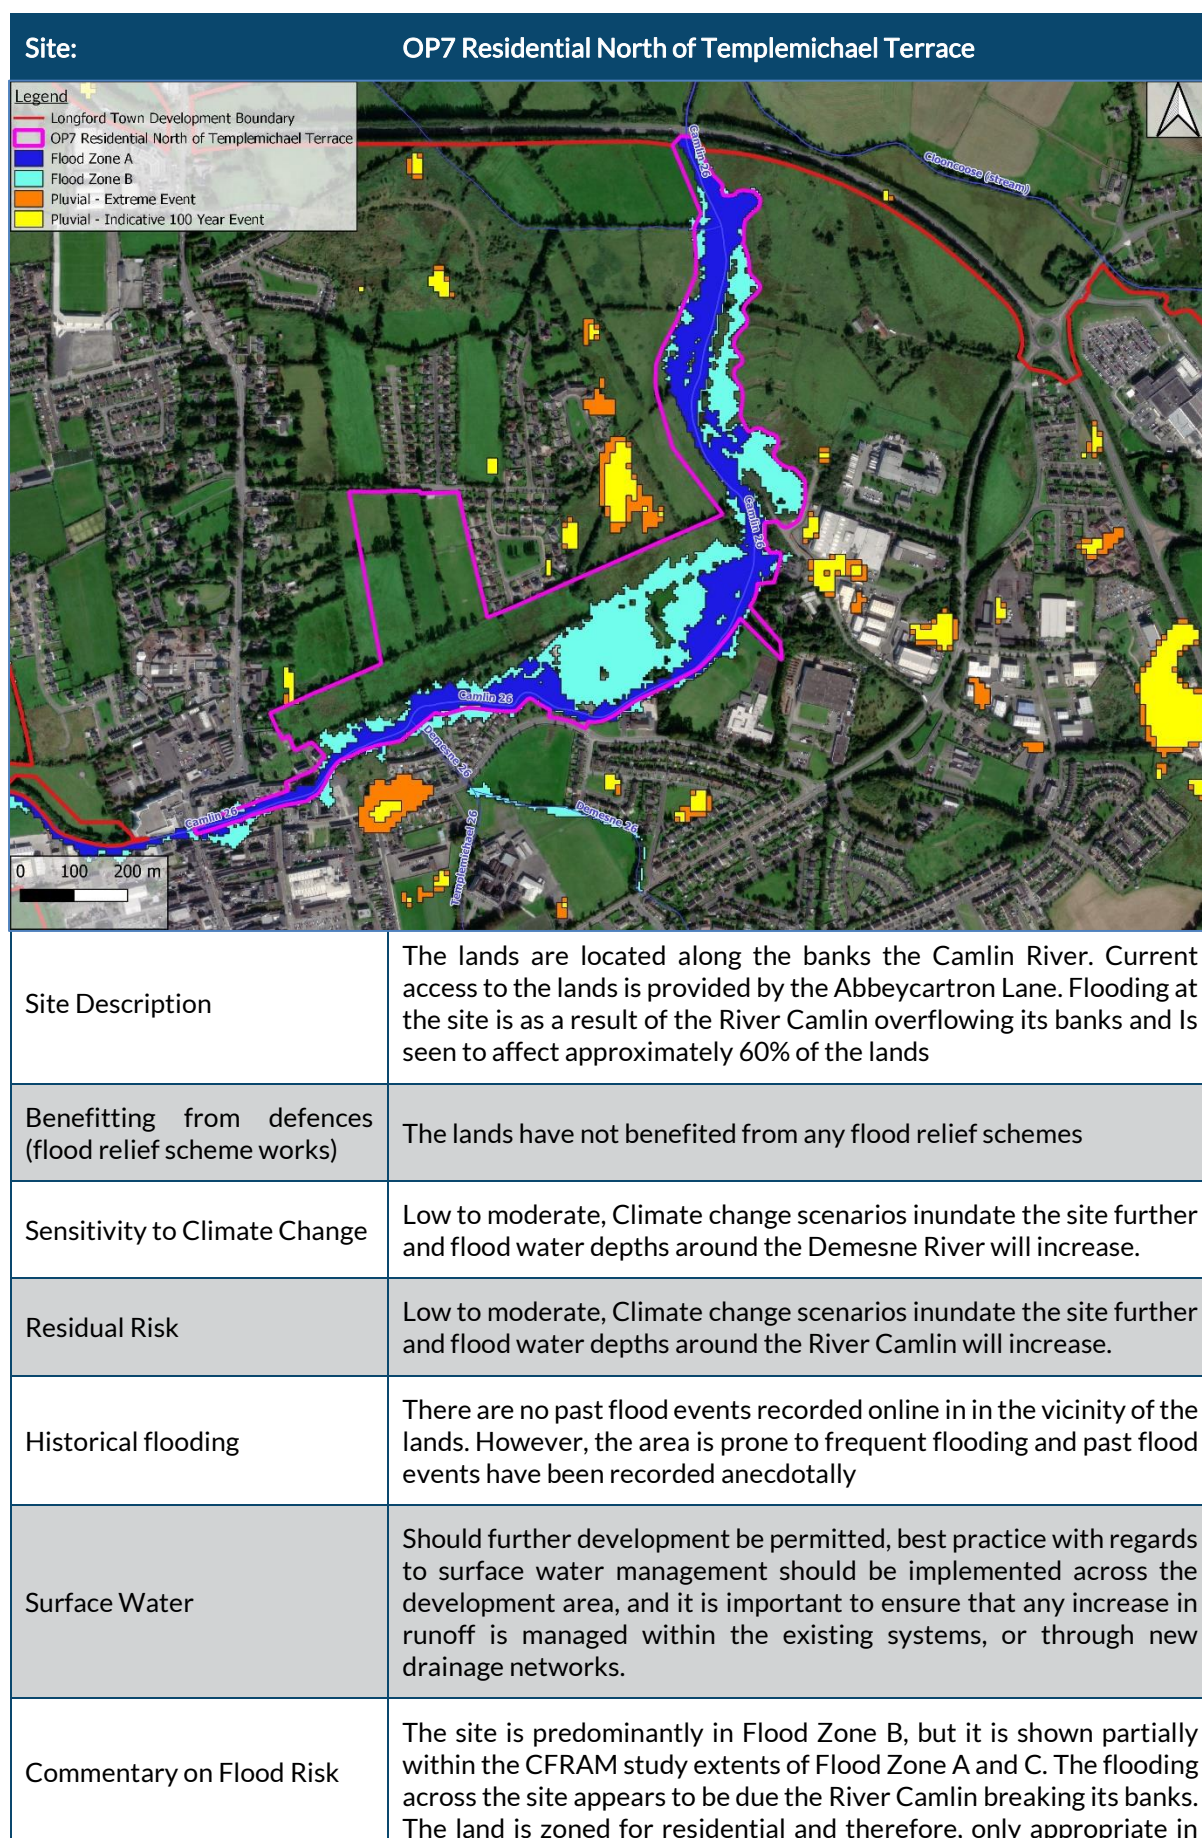 Site: OP7 Residential North of Templemichael Terrace
Legend
Longford Town Development Boundary
OP7 Residential North of Templemichael Terrace
Flood Zone A
Flood Zone B
Pluvial - Extreme Event
Pluvial - Indicative 100 Year Event
Camlin 26
Clooncoose (stream)
Camlin 26
Camlin 26
Demesne 26
Camlin 26
Demesne 26
Templemichael 26
0 100 200 m
Site Description
The lands are located along the banks the Camlin River. Current
access to the lands is provided by the Abbeycartron Lane. Flooding at
the site is as a result of the River Camlin overflowing its banks and Is
seen to affect approximately 60% of the lands
Benefitting from defences
(flood relief scheme works)
The lands have not benefited from any flood relief schemes
Sensitivity to Climate Change
Low to moderate, Climate change scenarios inundate the site further
and flood water depths around the Demesne River will increase.
Residual Risk
Low to moderate, Climate change scenarios inundate the site further
and flood water depths around the River Camlin will increase.
Historical flooding
There are no past flood events recorded online in in the vicinity of the
lands. However, the area is prone to frequent flooding and past flood
events have been recorded anecdotally
Surface Water
Should further development be permitted, best practice with regards
to surface water management should be implemented across the
development area, and it is important to ensure that any increase in
runoff is managed within the existing systems, or through new
drainage networks.
Commentary on Flood Risk
The site is predominantly in Flood Zone B, but it is shown partially
within the CFRAM study extents of Flood Zone A and C. The flooding
across the site appears to be due the River Camlin breaking its banks.
The land is zoned for residential and therefore, only appropriate in